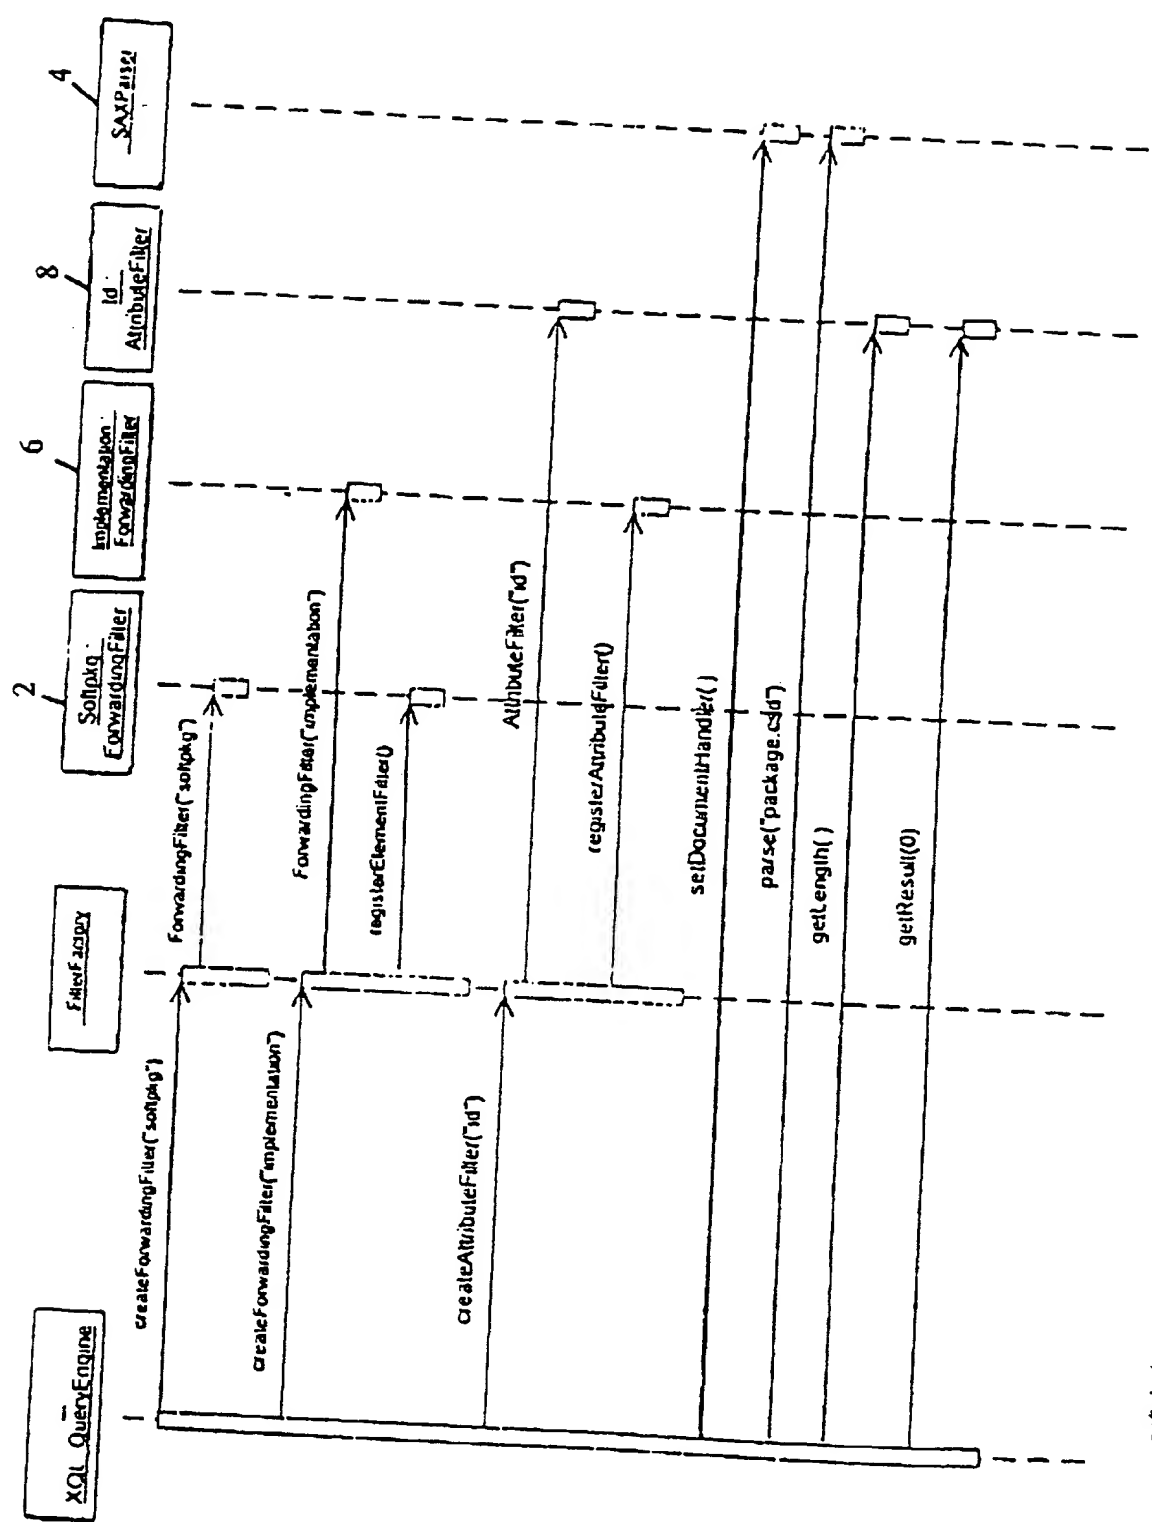 XQL_QueryEngine
FilterFactory
2
Softpkg :
ForwardingFilter
6
Implementation :
ForwardingFilter
8
Id :
AttributeFilter
4
SAXParser
createForwardingFilter("softpkg")
ForwardingFilter("softpkg")
createForwardingFilter("implementation")
ForwardingFilter("implementation")
registerElementFilter()
createAttributeFilter("id")
AttributeFilter("id")
registerAttributeFilter()
setDocumentHandler( )
parse("package.csd")
getLength( )
getResult(0)